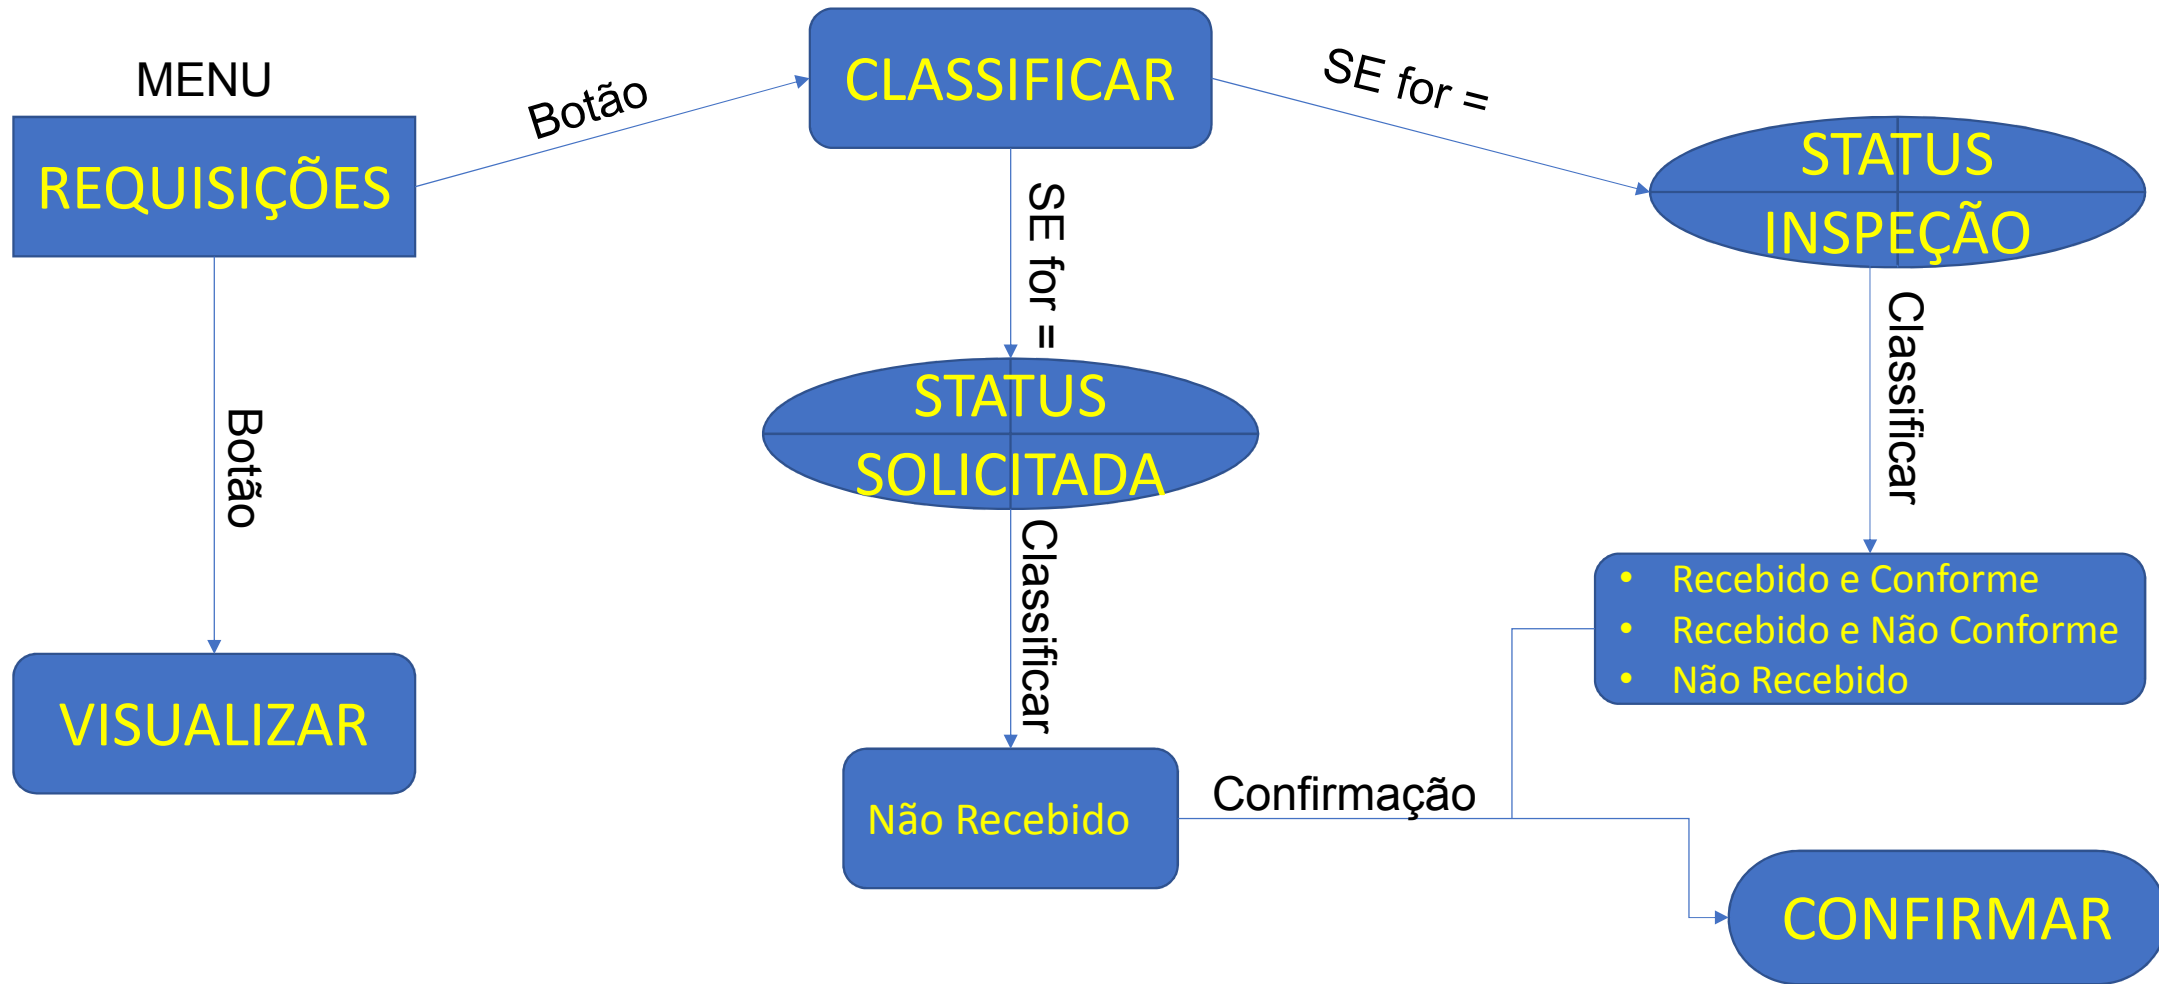 MENU
REQUISIÇÕES
Botão
CLASSIFICAR
SE for =
STATUS
INSPEÇÃO
SE for =
STATUS
SOLICITADA
Botão
VISUALIZAR
Classificar
Não Recebido
Classificar
• Recebido e Conforme
• Recebido e Não Conforme
• Não Recebido
Confirmação
CONFIRMAR